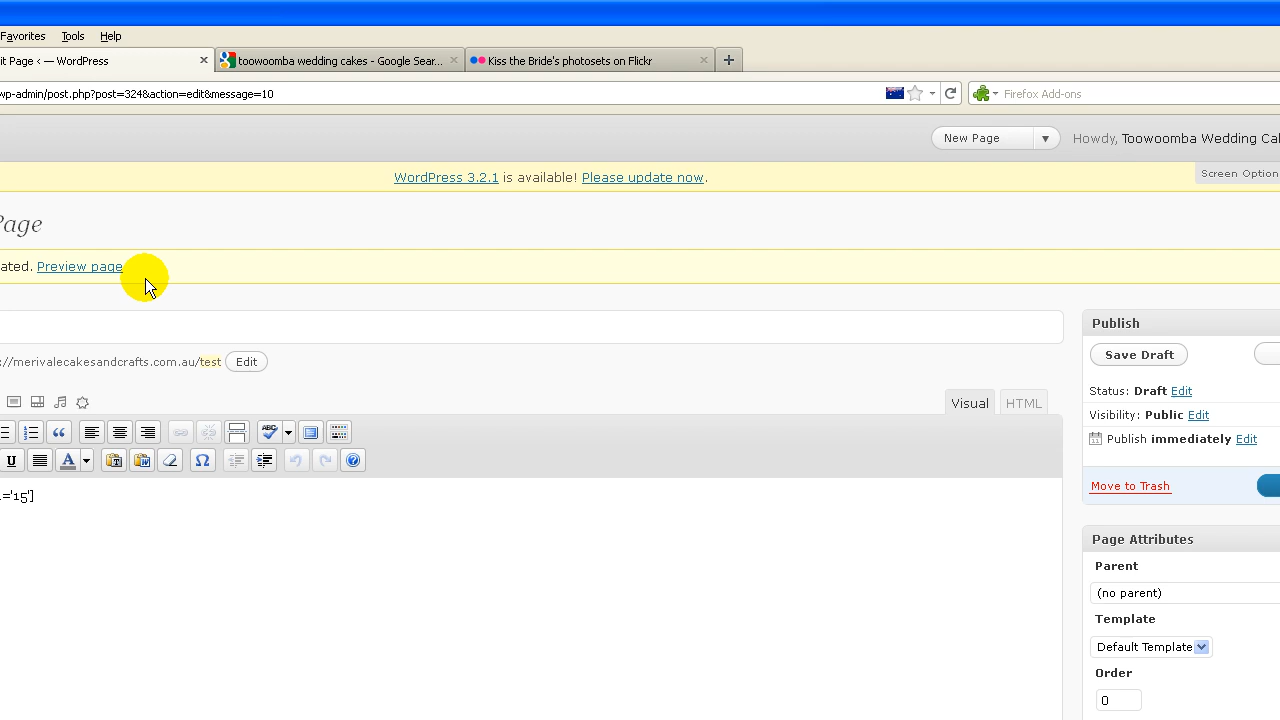 Favorites Tools Help
it Page < — WordPress toowoomba wedding cakes - Google Sear... Kiss the Bride's photosets on Flickr
wp-admin/post.php?post=324&action=edit&message=10 Firefox Add-ons
New Page Howdy, Toowoomba Wedding Cal
WordPress 3.2.1 is available! Please update now.
Screen Option
Page
ated. Preview page
Publish
://merivalecakesandcrafts.com.au/test Edit
Save Draft
Status: Draft Edit
Visual HTML
Visibility: Public Edit
Publish immediately Edit
ABC
U A Ω
Move to Trash
='15']
Page Attributes
Parent
(no parent)
Template
Default Template
Order
0